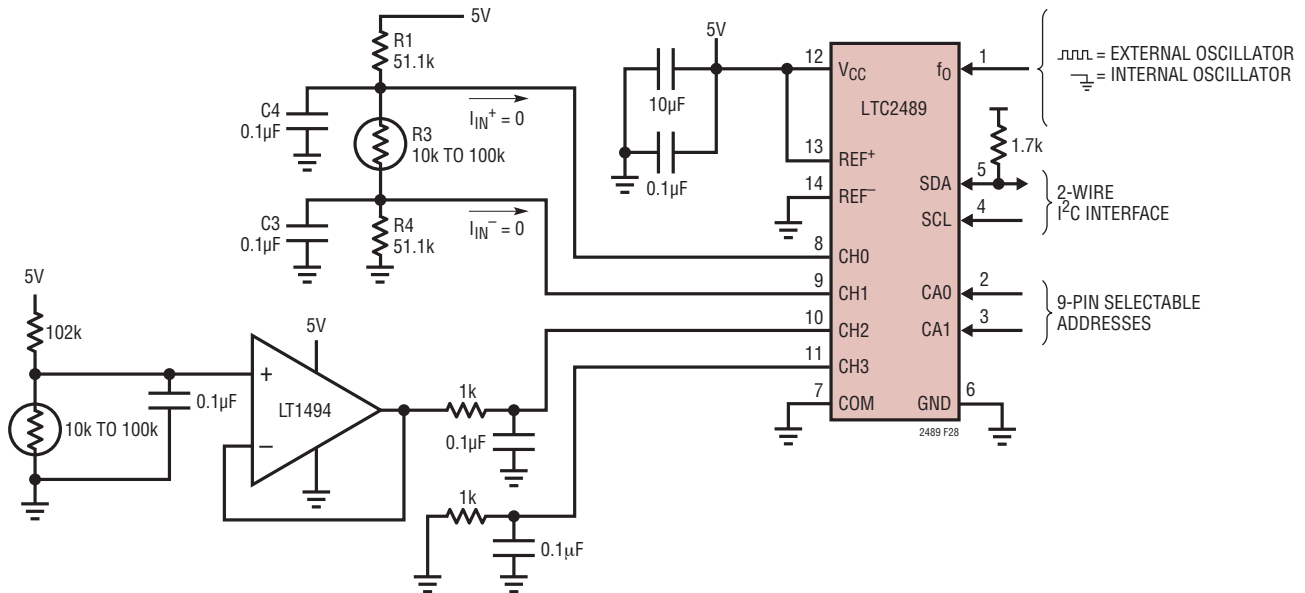 5V
R1
51.1k
C4
0.1µF
I_IN⁺ = 0
R3
10k TO 100k
C3
0.1µF
I_IN⁻ = 0
R4
51.1k
5V
10µF
0.1µF
12
V_CC
13
REF⁺
14
REF⁻
8
CH0
9
CH1
10
CH2
11
CH3
7
COM
LTC2489
1
f_O
5
SDA
4
SCL
2
CA0
3
CA1
6
GND
2489 F28
= EXTERNAL OSCILLATOR
= INTERNAL OSCILLATOR
1.7k
2-WIRE
I²C INTERFACE
9-PIN SELECTABLE
ADDRESSES
5V
102k
10k TO 100k
0.1µF
5V
+
LT1494
−
1k
0.1µF
1k
0.1µF